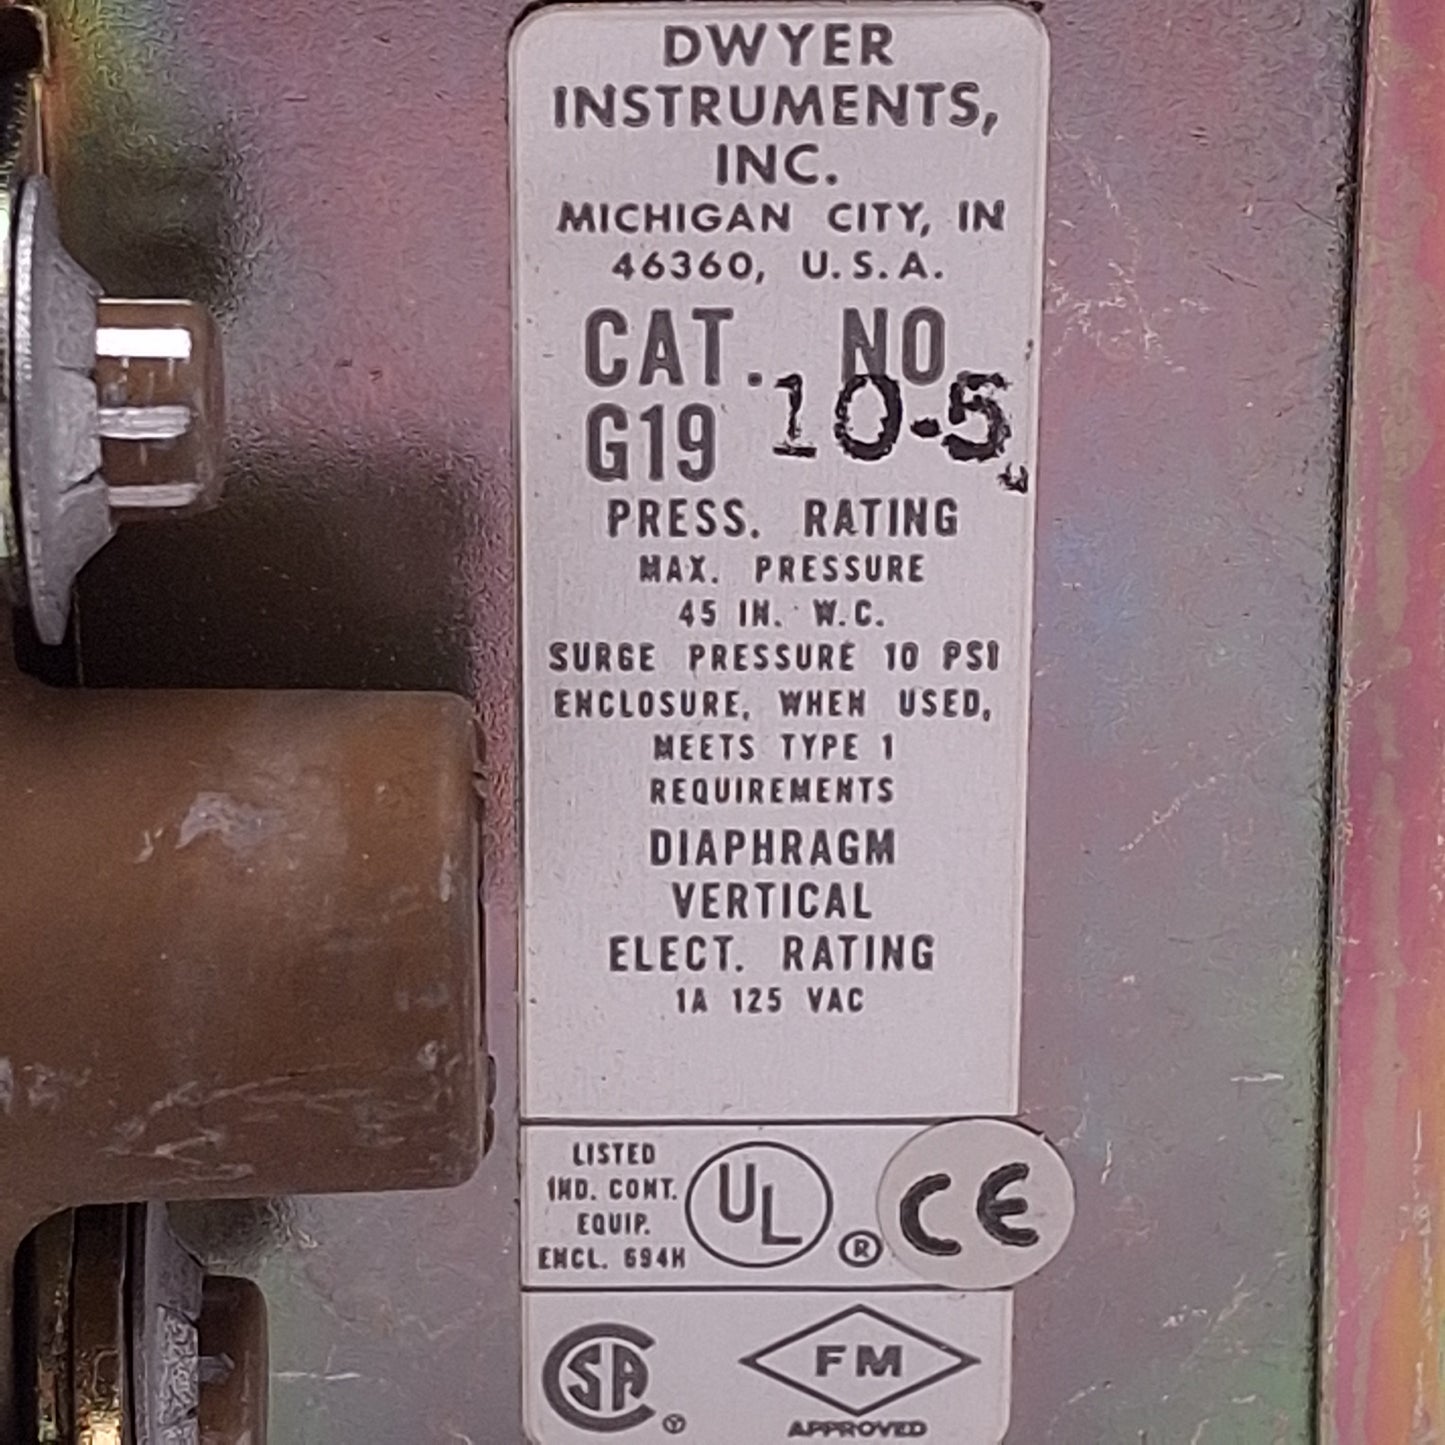 DWYER
INSTRUMENTS,
INC.
MICHIGAN CITY, IN
46360, U.S.A.
CAT. NO
G19 10-5
PRESS. RATING
MAX. PRESSURE
45 IN. W.C.
SURGE PRESSURE 10 PSI
ENCLOSURE, WHEN USED,
MEETS TYPE 1
REQUIREMENTS
DIAPHRAGM
VERTICAL
ELECT. RATING
1A 125 VAC
LISTED
IND. CONT.
EQUIP.
ENCL. 694H
UL ® CE
SA
FM
APPROVED